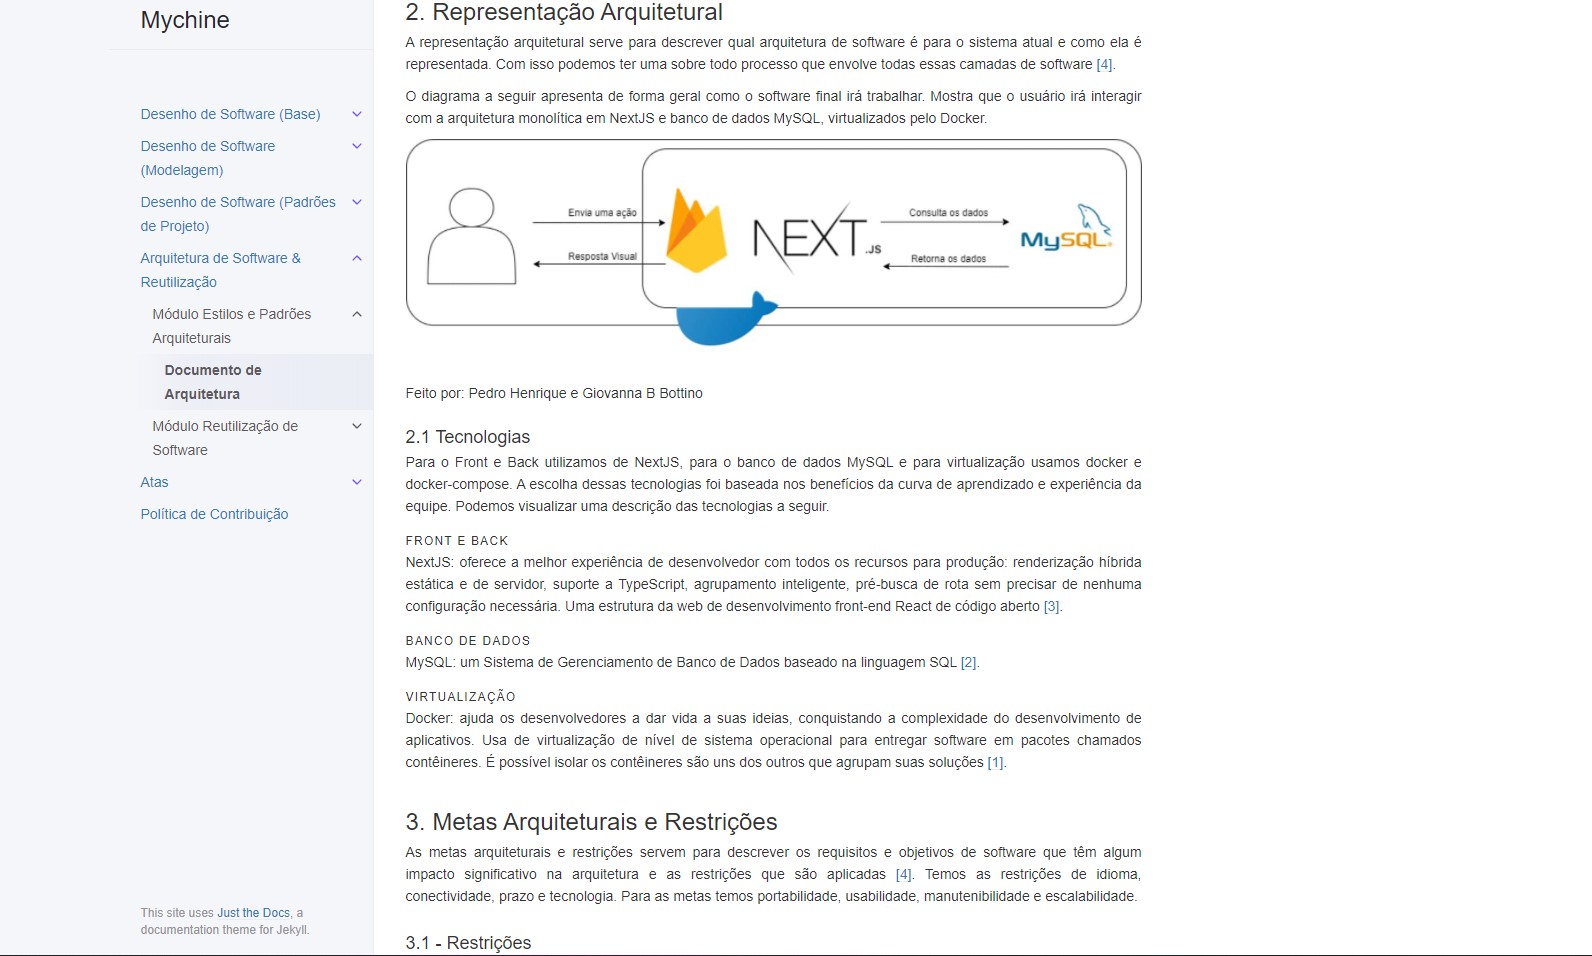 Mychine
Desenho de Software (Base)
Desenho de Software
(Modelagem)
Desenho de Software (Padrões
de Projeto)
Arquitetura de Software &
Reutilização
Módulo Estilos e Padrões
Arquiteturais
Documento de
Arquitetura
Módulo Reutilização de
Software
Atas
Política de Contribuição
This site uses Just the Docs, a
documentation theme for Jekyll.
2. Representação Arquitetural
A representação arquitetural serve para descrever qual arquitetura de software é para o sistema atual e como ela é
representada. Com isso podemos ter uma sobre todo processo que envolve todas essas camadas de software [4].
O diagrama a seguir apresenta de forma geral como o software final irá trabalhar. Mostra que o usuário irá interagir
com a arquitetura monolítica em NextJS e banco de dados MySQL, virtualizados pelo Docker.
Envia uma ação
Resposta Visual
NEXT.JS
Consulta os dados
Retorna os dados
MySQL
Feito por: Pedro Henrique e Giovanna B Bottino
2.1 Tecnologias
Para o Front e Back utilizamos de NextJS, para o banco de dados MySQL e para virtualização usamos docker e
docker-compose. A escolha dessas tecnologias foi baseada nos benefícios da curva de aprendizado e experiência da
equipe. Podemos visualizar uma descrição das tecnologias a seguir.
FRONT E BACK
NextJS: oferece a melhor experiência de desenvolvedor com todos os recursos para produção: renderização híbrida
estática e de servidor, suporte a TypeScript, agrupamento inteligente, pré-busca de rota sem precisar de nenhuma
configuração necessária. Uma estrutura da web de desenvolvimento front-end React de código aberto [3].
BANCO DE DADOS
MySQL: um Sistema de Gerenciamento de Banco de Dados baseado na linguagem SQL [2].
VIRTUALIZAÇÃO
Docker: ajuda os desenvolvedores a dar vida a suas ideias, conquistando a complexidade do desenvolvimento de
aplicativos. Usa de virtualização de nível de sistema operacional para entregar software em pacotes chamados
contêineres. É possível isolar os contêineres são uns dos outros que agrupam suas soluções [1].
3. Metas Arquiteturais e Restrições
As metas arquiteturais e restrições servem para descrever os requisitos e objetivos de software que têm algum
impacto significativo na arquitetura e as restrições que são aplicadas [4]. Temos as restrições de idioma,
conectividade, prazo e tecnologia. Para as metas temos portabilidade, usabilidade, manutenibilidade e escalabilidade.
3.1 - Restrições